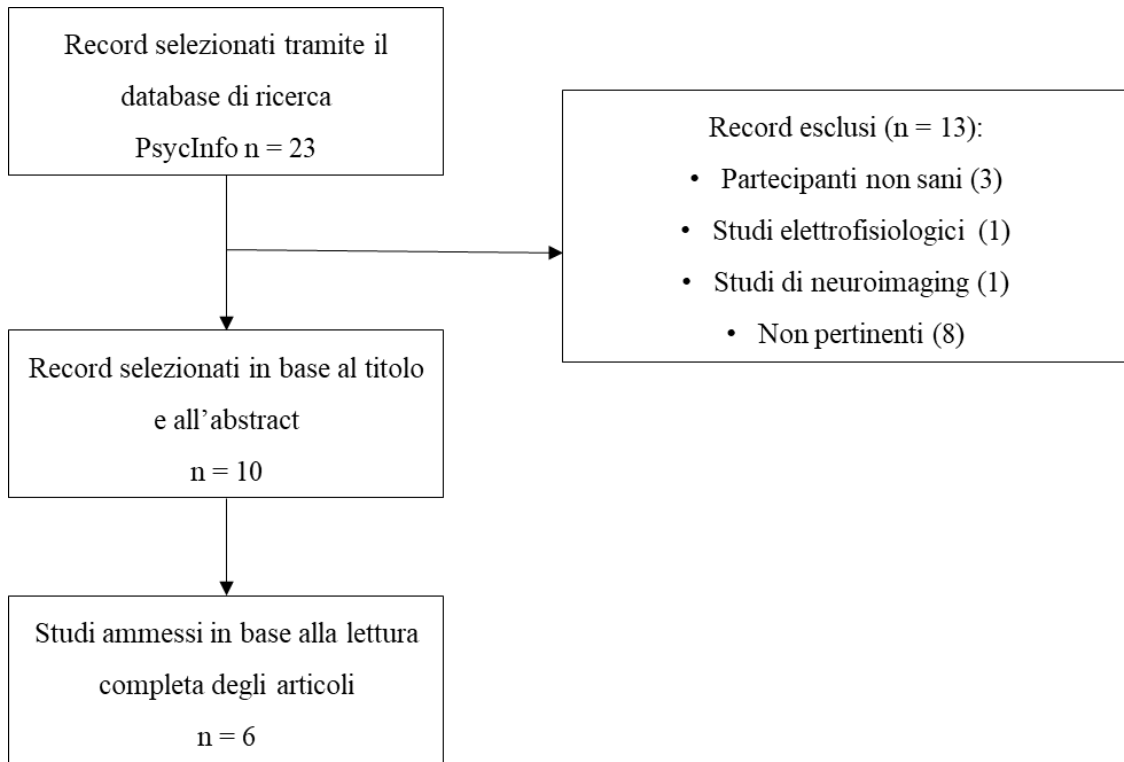 Record selezionati tramite il
database di ricerca
PsycInfo n = 23
Record esclusi (n = 13):
• Partecipanti non sani (3)
• Studi elettrofisiologici (1)
• Studi di neuroimaging (1)
• Non pertinenti (8)
Record selezionati in base al titolo
e all’abstract
n = 10
Studi ammessi in base alla lettura
completa degli articoli
n = 6